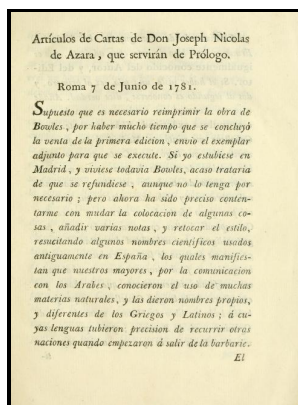 Artículos de Cartas de Don Joseph Nicolas
de Azara, que servirán de Prólogo.
Roma 7 de Junio de 1781.
Supuesto que es necesario reimprimir la obra de
Bowles, por haber mûcho tiempo que se concluyó
la venta de la primera edicion, envio el exemplar
adjunto para que se execute. Si yo estubiese en
Madrid, y viviese todavia Bowles, acaso trataria
de que se refundiese, aunque no lo tenga por
necesario; pero ahora ha sido preciso conten-
tarme con mudar la colocacion de algunas co-
sas, añadir varias notas, y retocar el estilo,
resucitando algunos nombres cientificos usados
antiguamente en España, los quales manifies-
tan que nuestros mayores, por la comunicacion
con los Arabes, conocieron el uso de muchas
materias naturales, y las dieron nombres propios,
y diferentes de los Griegos y Latinos; á cu-
yas lenguas tubieron precision de recurrir otras
naciones quando empezaron á salir de la barbarie.
El